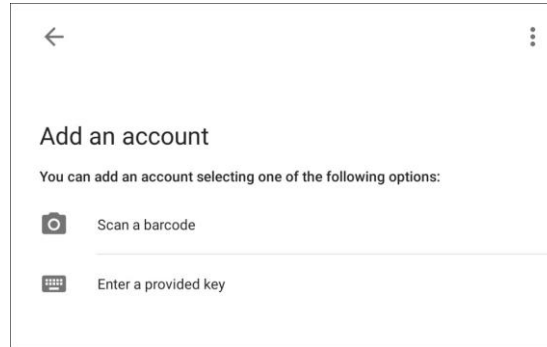 Add an account
You can add an account selecting one of the following options:
Scan a barcode
Enter a provided key